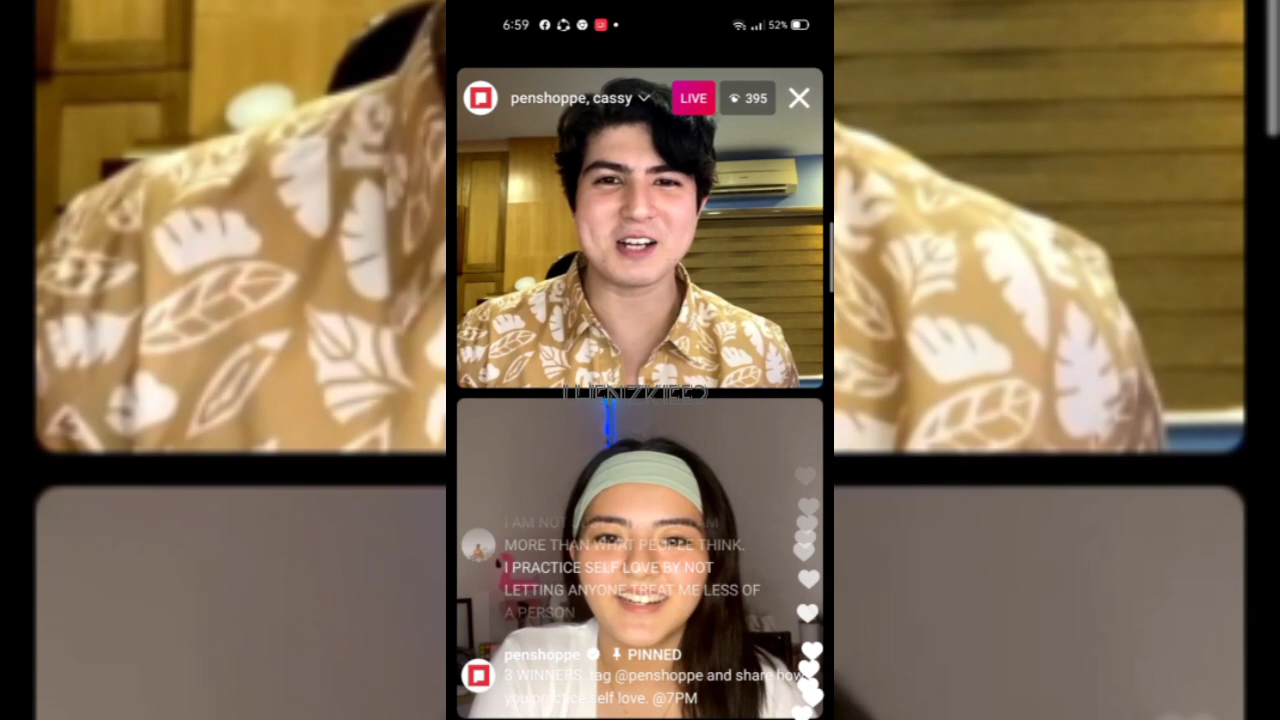 6:59
52%
penshoppe, cassy
LIVE
395
I AM NOT
MORE THAN WHAT PEOPLE THINK.
I PRACTICE SELF LOVE BY NOT
LETTING ANYONE TREAT ME LESS OF
A PERSON
penshoppe PINNED
3 WINNERS: tag @penshoppe and share how
you practice self love. @7PM